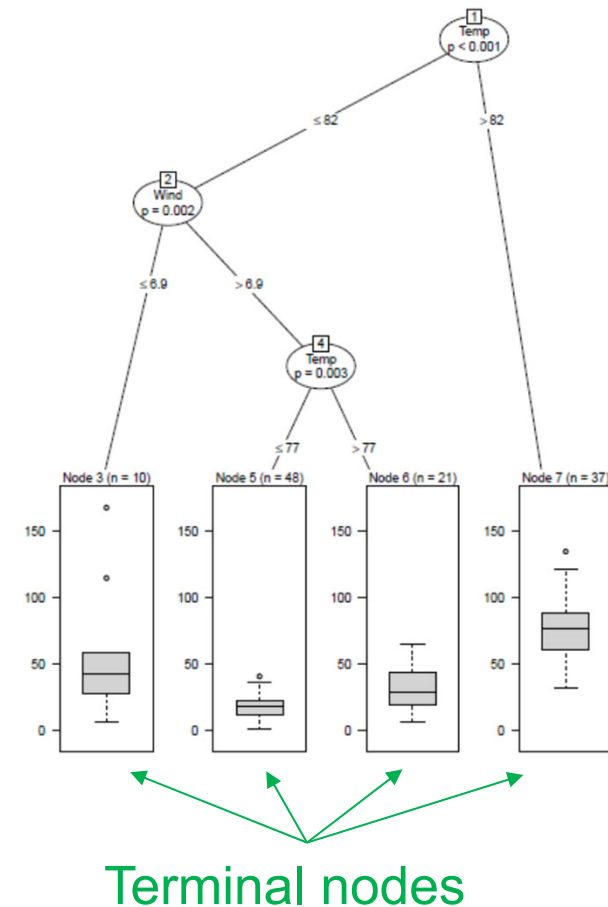 1
Temp
p < 0.001
≤ 82
> 82
2
Wind
p = 0.002
≤ 6.9
> 6.9
4
Temp
p = 0.003
≤ 77
> 77
Node 3 (n = 10)
Node 5 (n = 48)
Node 6 (n = 21)
Node 7 (n = 37)
150
100
50
0
150
100
50
0
150
100
50
0
150
100
50
0
Terminal nodes